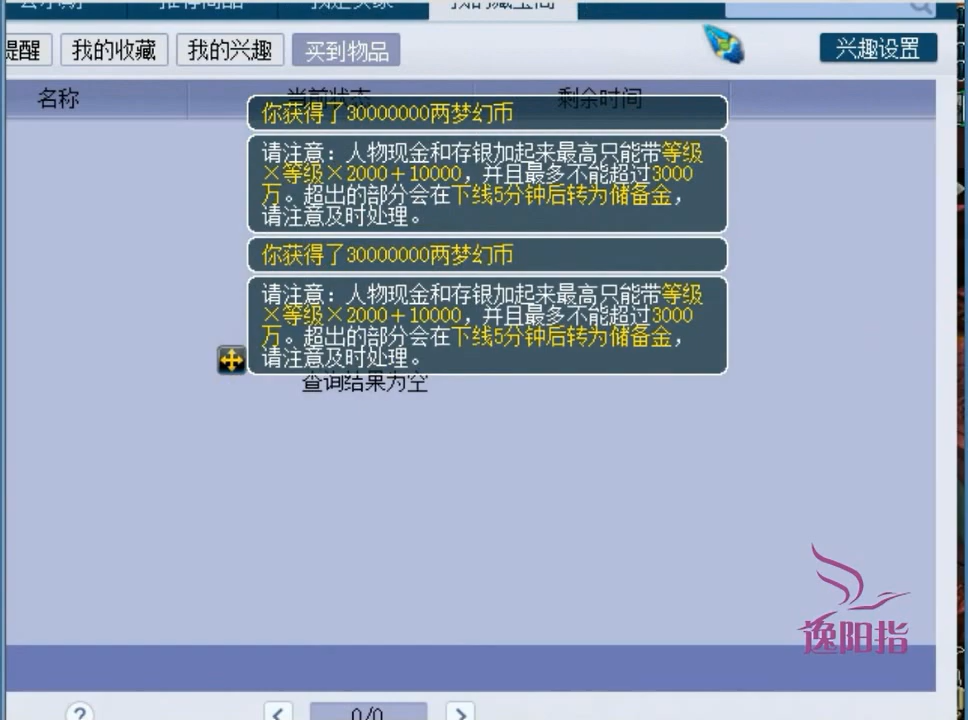 我的藏宝阁
提醒 我的收藏 我的兴趣 买到物品 兴趣设置
名称 当前状态 剩余时间
你获得了30000000两梦幻币
请注意：人物现金和存银加起来最高只能带等级
×等级×2000＋10000，并且最多不能超过3000
万。超出的部分会在下线5分钟后转为储备金，
请注意及时处理。
你获得了30000000两梦幻币
请注意：人物现金和存银加起来最高只能带等级
×等级×2000＋10000，并且最多不能超过3000
万。超出的部分会在下线5分钟后转为储备金，
请注意及时处理。
查询结果为空
逸阳指
? < 0/0 >